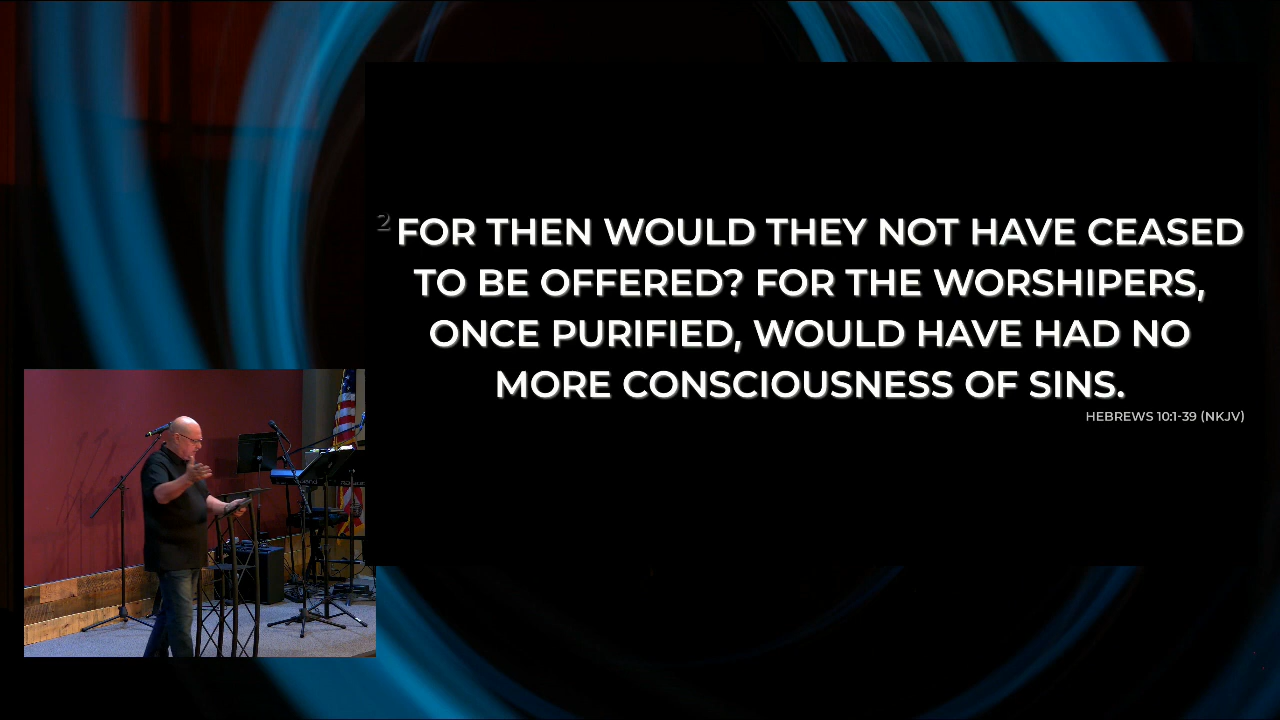 2 FOR THEN WOULD THEY NOT HAVE CEASED
TO BE OFFERED? FOR THE WORSHIPERS,
ONCE PURIFIED, WOULD HAVE HAD NO
MORE CONSCIOUSNESS OF SINS.
HEBREWS 10:1-39 (NKJV)